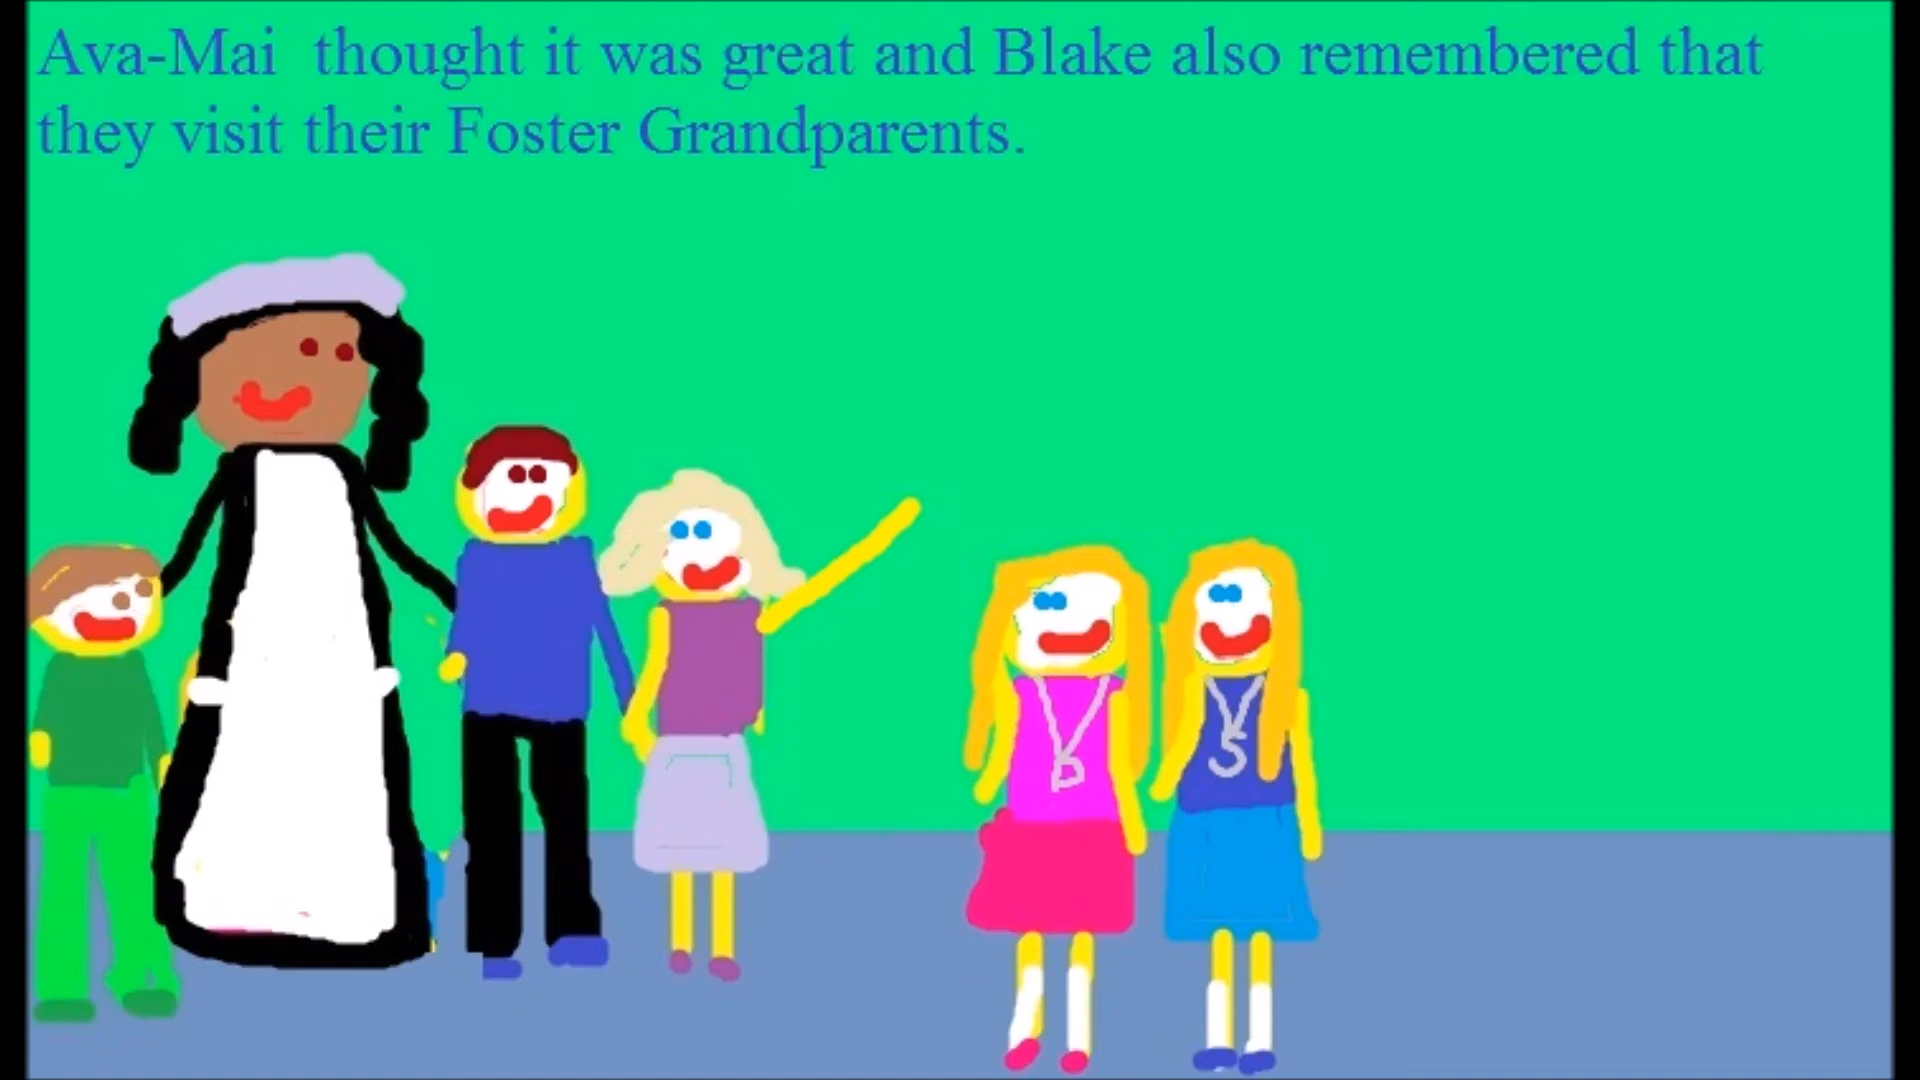 Ava-Mai  thought it was great and Blake also remembered that
they visit their Foster Grandparents.
D
S